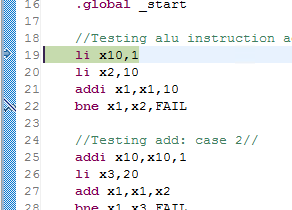 16 .global _start
17
18 //Testing alu instruction a
19 li x10,1
20 li x2,10
21 addi x1,x1,10
22 bne x1,x2,FAIL
23
24 //Testing add: case 2//
25 addi x10,x10,1
26 li x3,20
27 add x1,x1,x2
28 bne x1,x3,FAIL